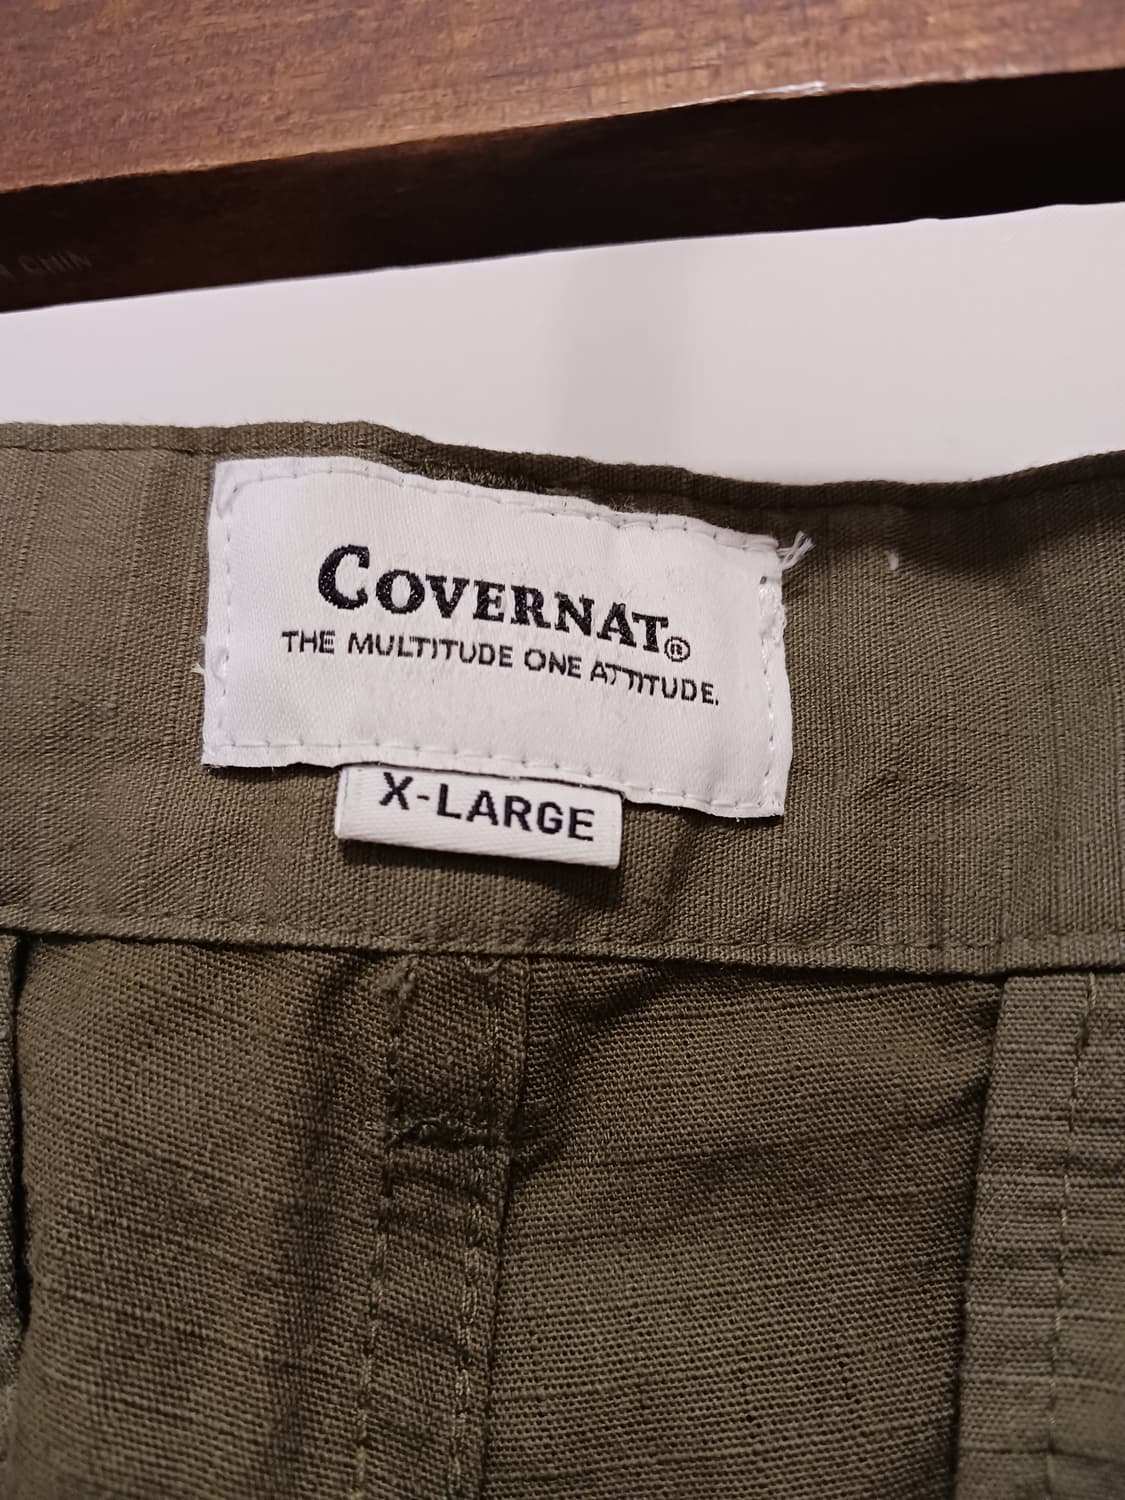 COVERNAT®
THE MULTITUDE ONE ATTITUDE.
X-LARGE